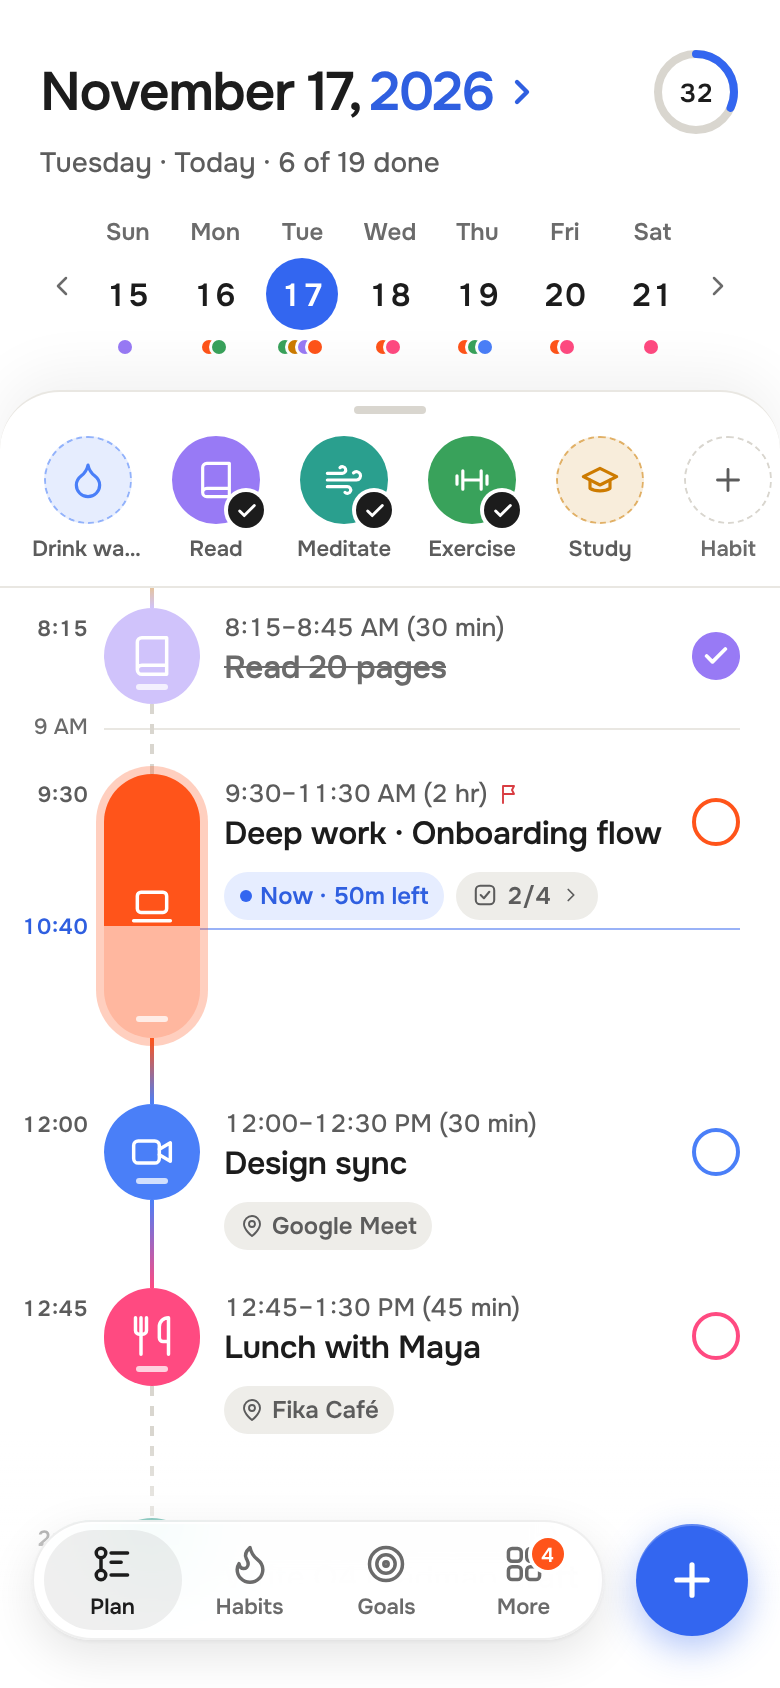 November 17, 2026
32
Tuesday · Today · 6 of 19 done
Sun Mon Tue Wed Thu Fri Sat
15 16 17 18 19 20 21
Drink wa... Read Meditate Exercise Study Habit
8:15 8:15–8:45 AM (30 min)
Read 20 pages
9 AM
9:30 9:30–11:30 AM (2 hr)
Deep work · Onboarding flow
Now · 50m left 2/4
10:40
12:00 12:00–12:30 PM (30 min)
Design sync
Google Meet
12:45 12:45–1:30 PM (45 min)
Lunch with Maya
Fika Café
4
Plan Habits Goals More